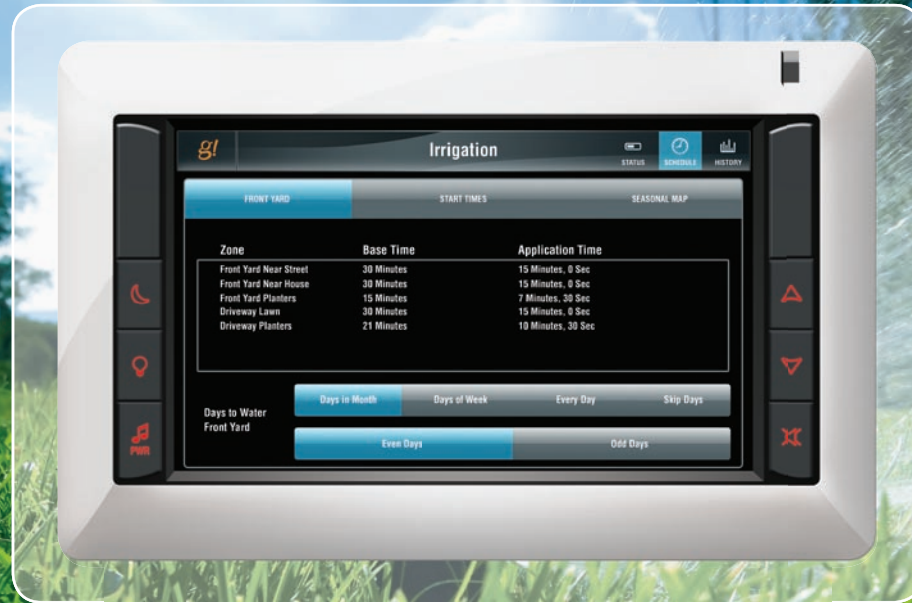 g! Irrigation STATUS SCHEDULE HISTORY
FRONT YARD START TIMES SEASONAL MAP
Zone Base Time Application Time
Front Yard Near Street 30 Minutes 15 Minutes, 0 Sec
Front Yard Near House 30 Minutes 15 Minutes, 0 Sec
Front Yard Planters 15 Minutes 7 Minutes, 30 Sec
Driveway Lawn 30 Minutes 15 Minutes, 0 Sec
Driveway Planters 21 Minutes 10 Minutes, 30 Sec
Days to Water
Front Yard
Days in Month Days of Week Every Day Skip Days
Even Days Odd Days
PWR